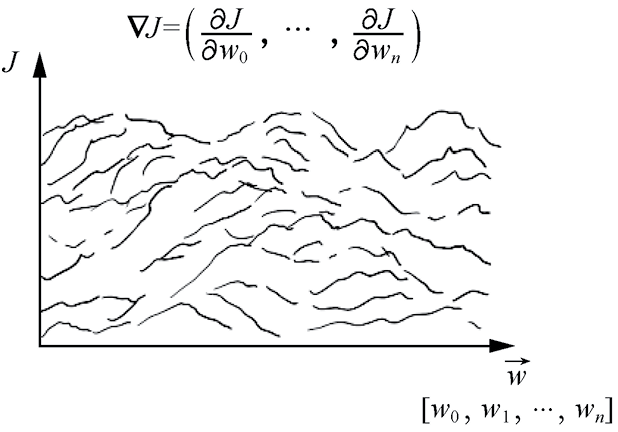 ∇J=(∂J/∂w₀, ⋯, ∂J/∂wₙ)
J
w⃗
[w₀, w₁, ⋯, wₙ]